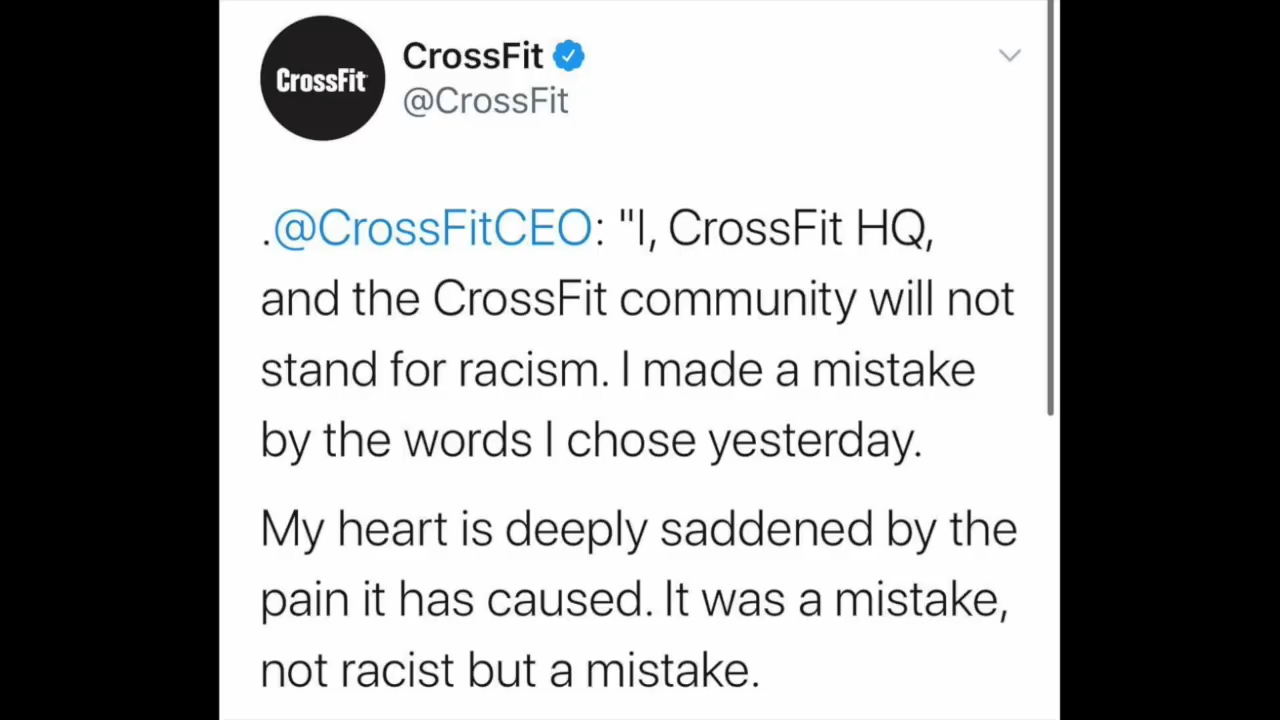 CrossFit
CrossFit
@CrossFit
.@CrossFitCEO: "I, CrossFit HQ,
and the CrossFit community will not
stand for racism. I made a mistake
by the words I chose yesterday.
My heart is deeply saddened by the
pain it has caused. It was a mistake,
not racist but a mistake.